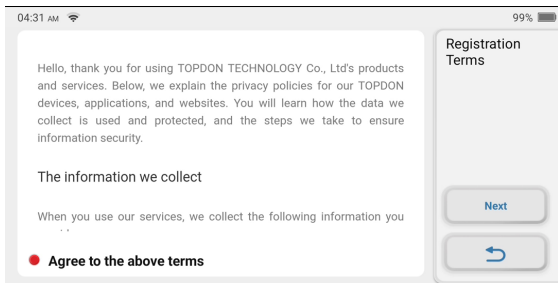 04:31 AM
99%
Hello, thank you for using TOPDON TECHNOLOGY Co., Ltd's products
and services. Below, we explain the privacy policies for our TOPDON
devices, applications, and websites. You will learn how the data we
collect is used and protected, and the steps we take to ensure
information security.
The information we collect
When you use our services, we collect the following information you
Agree to the above terms
Registration
Terms
Next